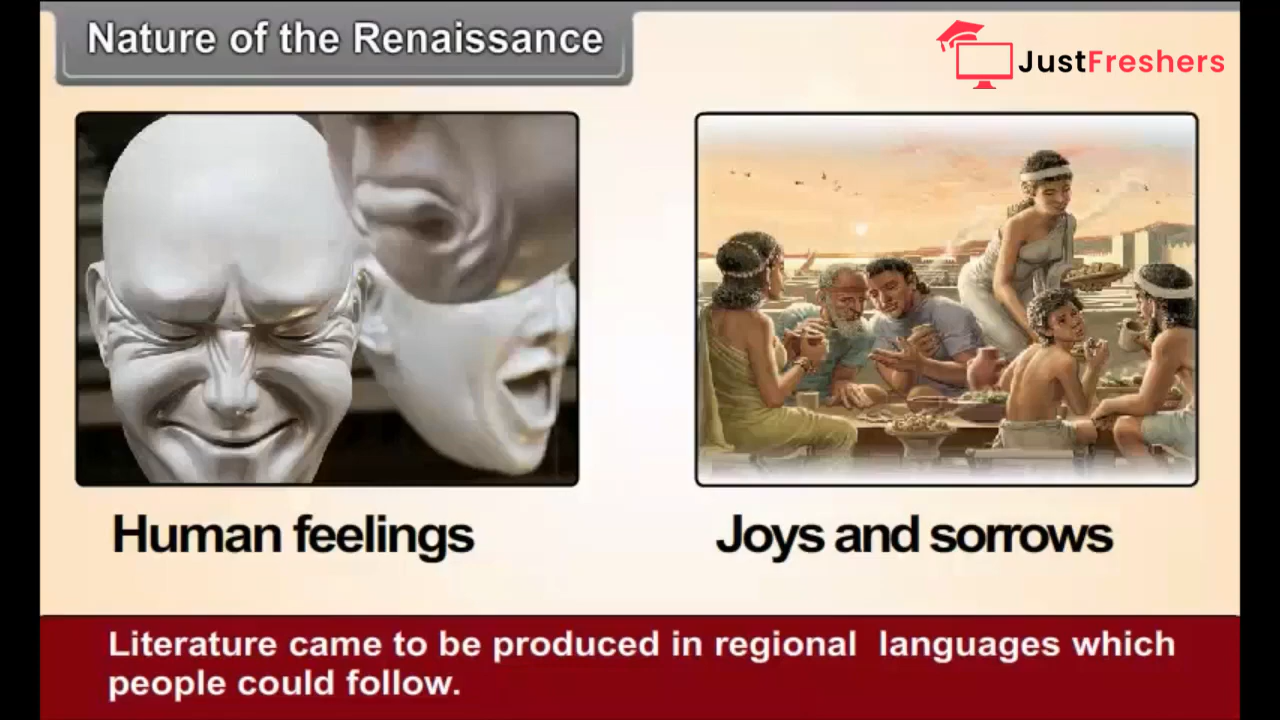 Nature of the Renaissance
JustFreshers
Human feelings
Joys and sorrows
Literature came to be produced in regional languages which
people could follow.